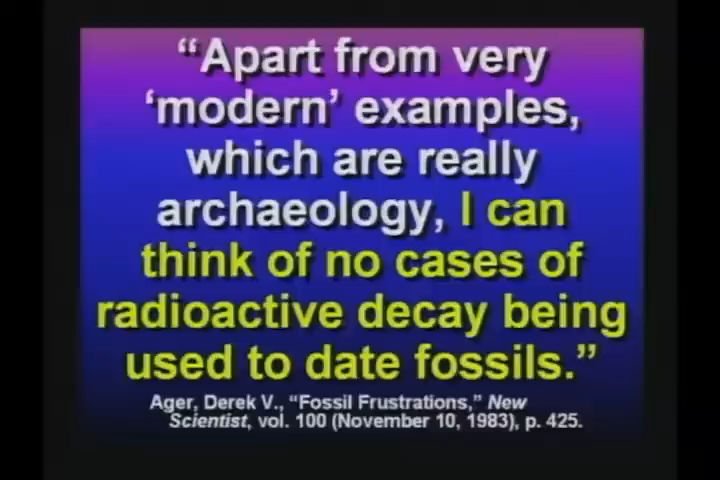 “Apart from very
‘modern’ examples,
which are really
archaeology, I can
think of no cases of
radioactive decay being
used to date fossils.”
Ager, Derek V., “Fossil Frustrations,” New
Scientist, vol. 100 (November 10, 1983), p. 425.